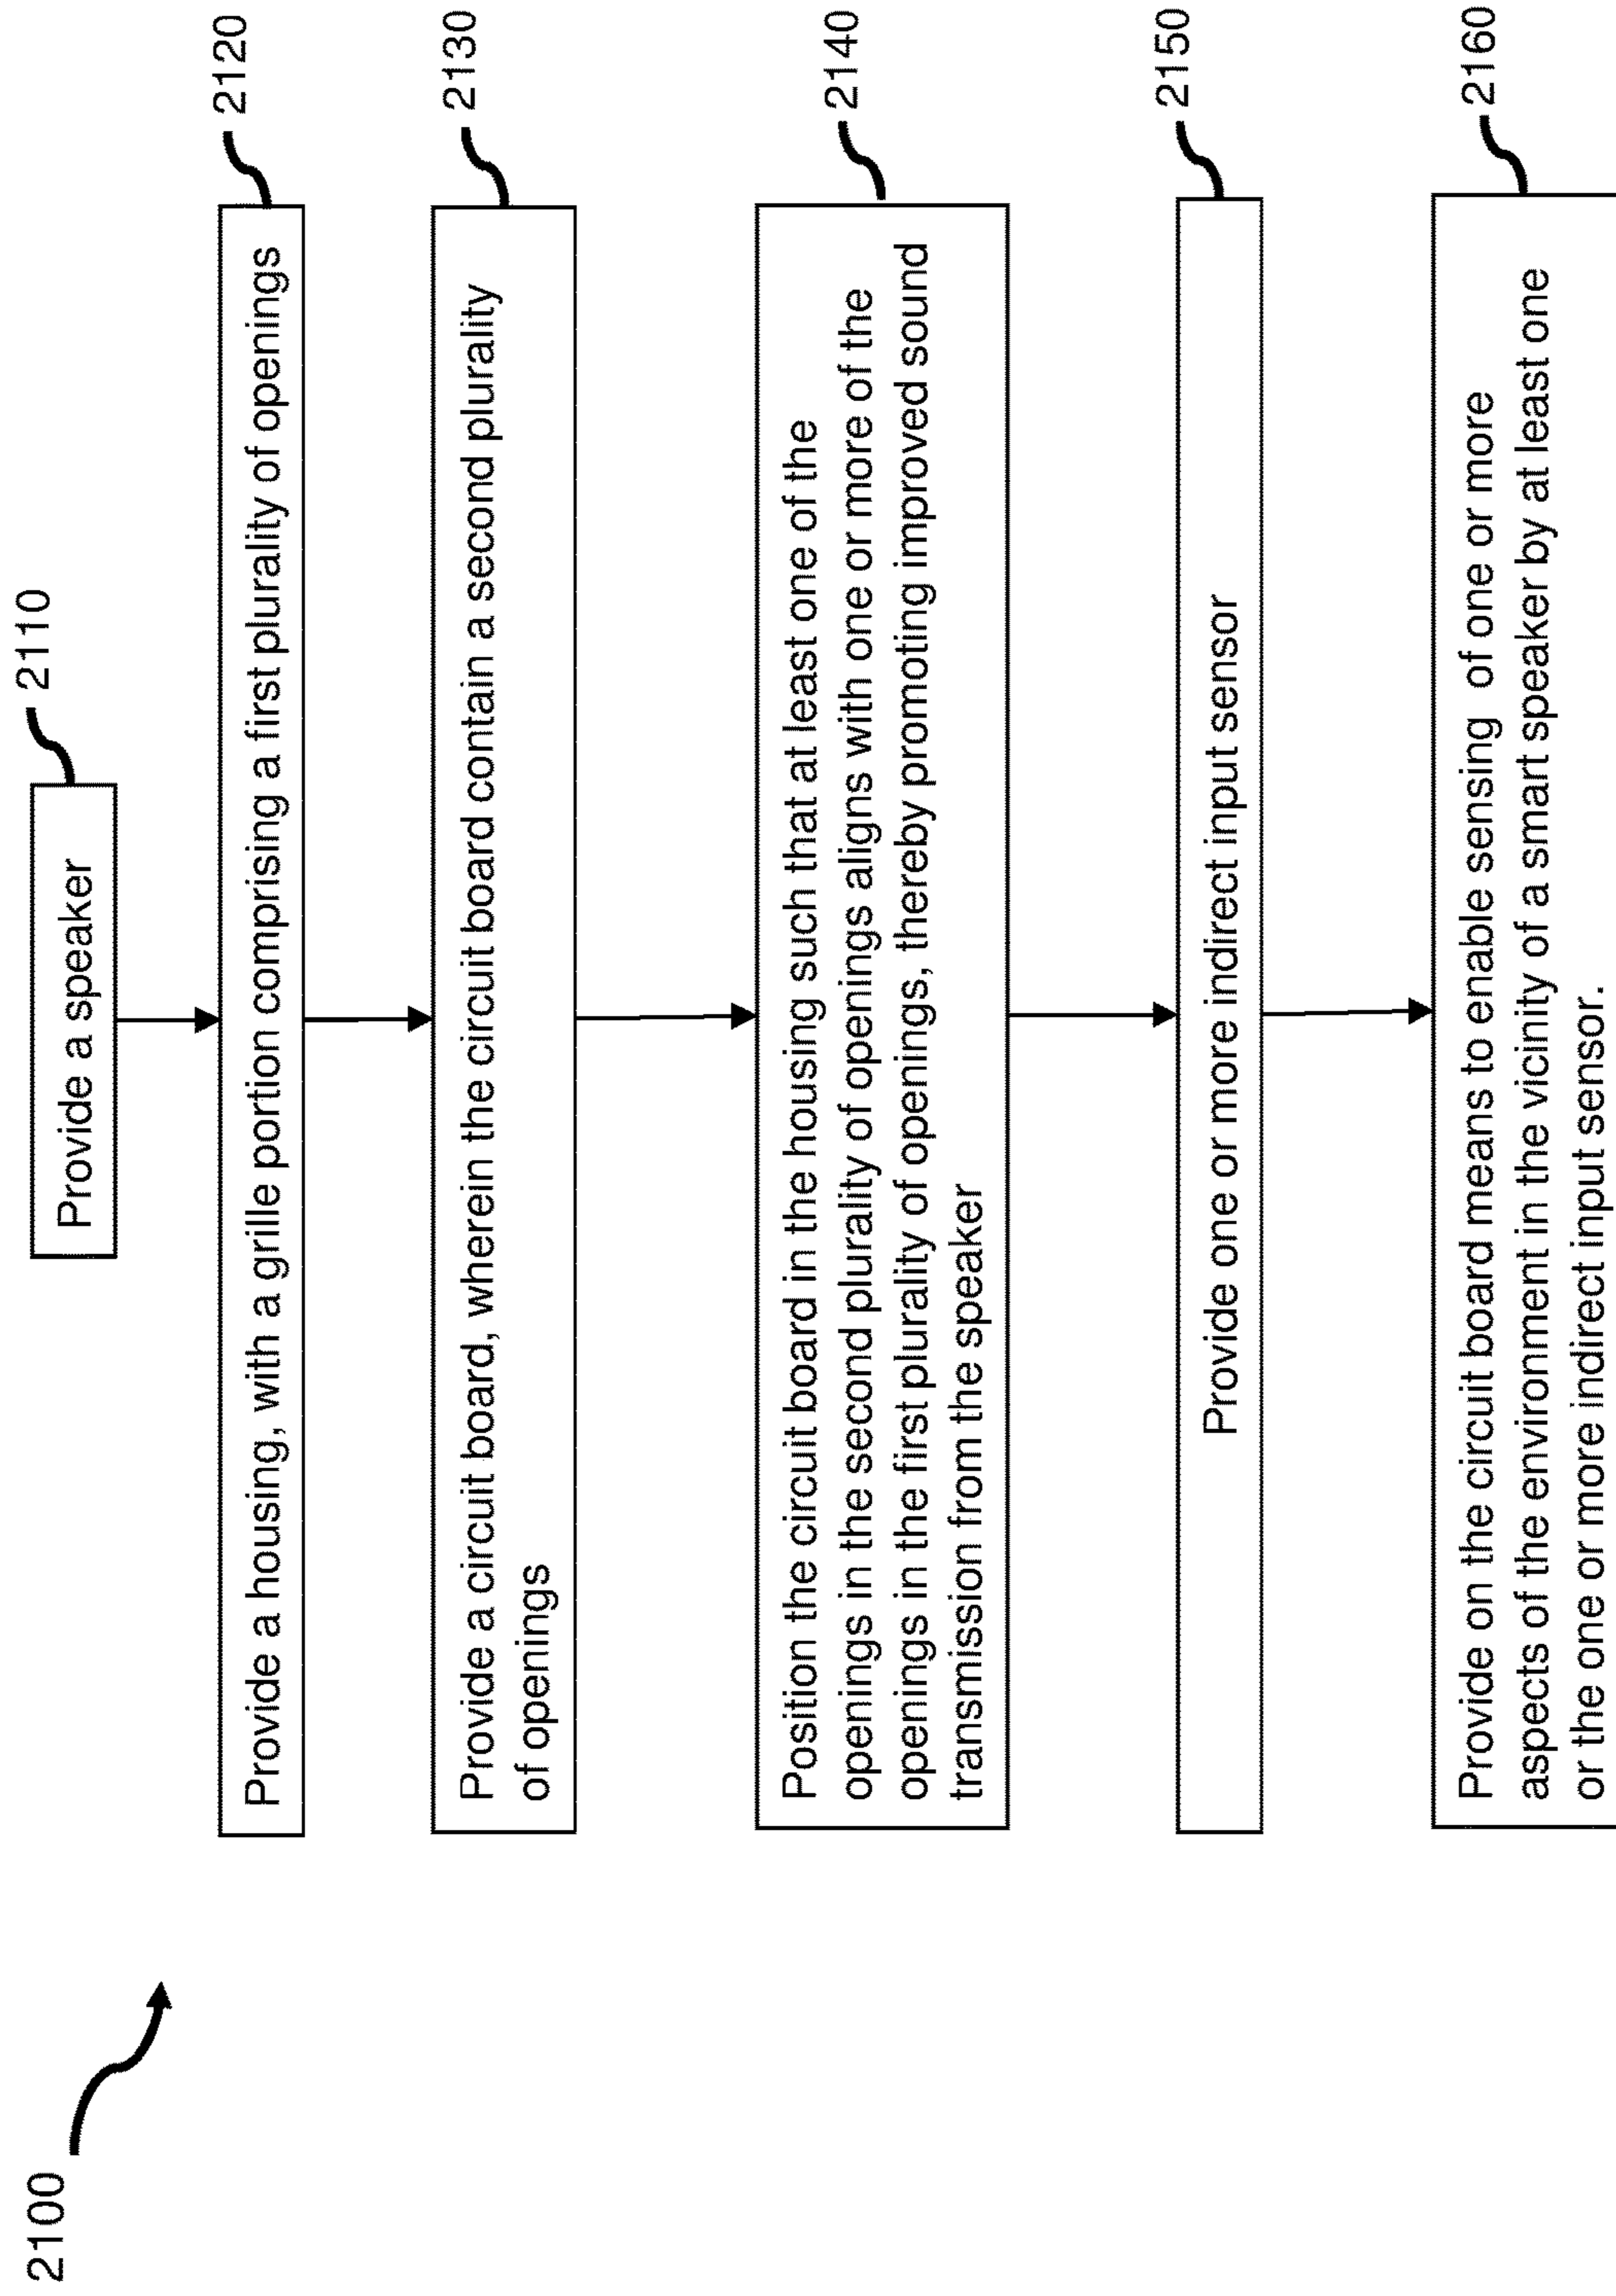 2100
2110
Provide a speaker
2120
Provide a housing, with a grille portion comprising a first plurality of openings
2130
Provide a circuit board, wherein the circuit board contain a second plurality
of openings
2140
Position the circuit board in the housing such that at least one of the
openings in the second plurality of openings aligns with one or more of the
openings in the first plurality of openings, thereby promoting improved sound
transmission from the speaker
2150
Provide one or more indirect input sensor
2160
Provide on the circuit board means to enable sensing of one or more
aspects of the environment in the vicinity of a smart speaker by at least one
or the one or more indirect input sensor.